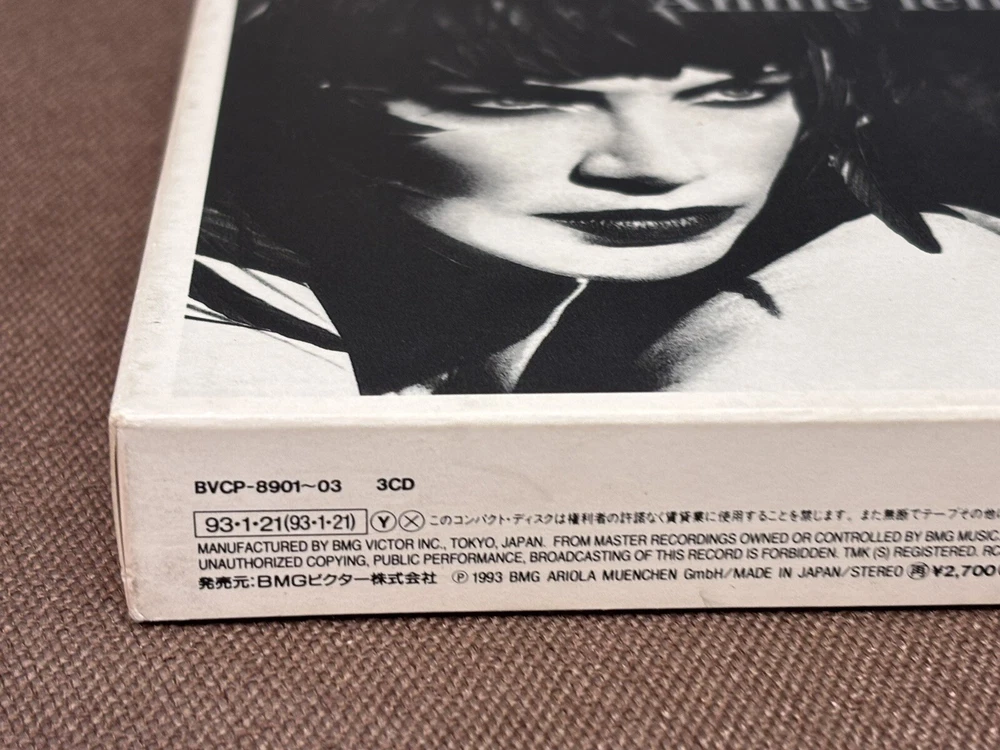 Annie
BVCP-8901~03 3CD
93・1・21(93・1・21) Ⓨ Ⓧ このコンパクト・ディスクは権利者の許諾なく賃貸業に使用することを禁じます。また無断でテープその他
MANUFACTURED BY BMG VICTOR INC., TOKYO, JAPAN. FROM MASTER RECORDINGS OWNED OR CONTROLLED BY BMG MUSIC.
UNAUTHORIZED COPYING, PUBLIC PERFORMANCE, BROADCASTING OF THIS RECORD IS FORBIDDEN. TMK (S) REGISTERED.
発売元:BMGビクター株式会社 Ⓟ 1993 BMG ARIOLA MUENCHEN GmbH/MADE IN JAPAN/STEREO ㊞ ¥2,700